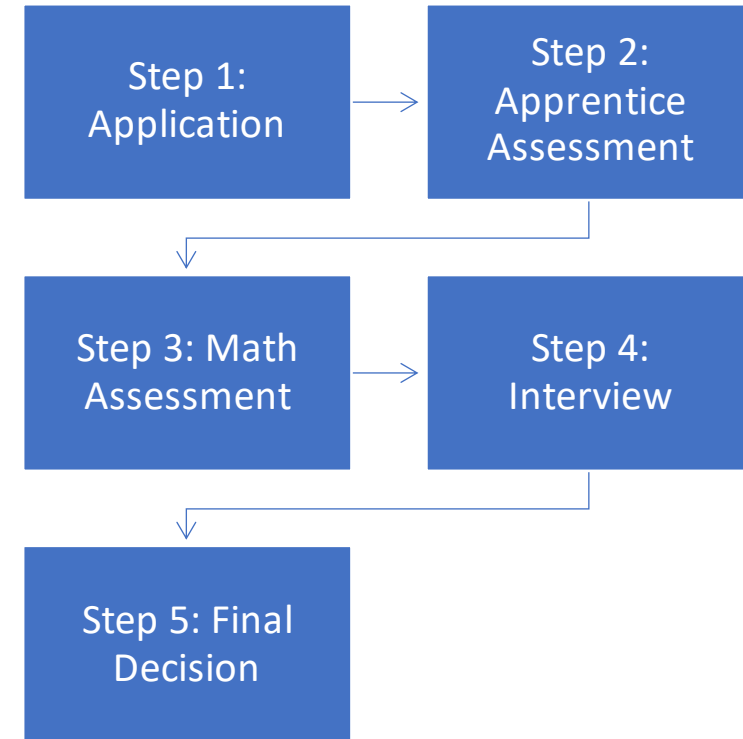 Step 1:
Application
Step 2:
Apprentice
Assessment
Step 3: Math
Assessment
Step 4:
Interview
Step 5: Final
Decision